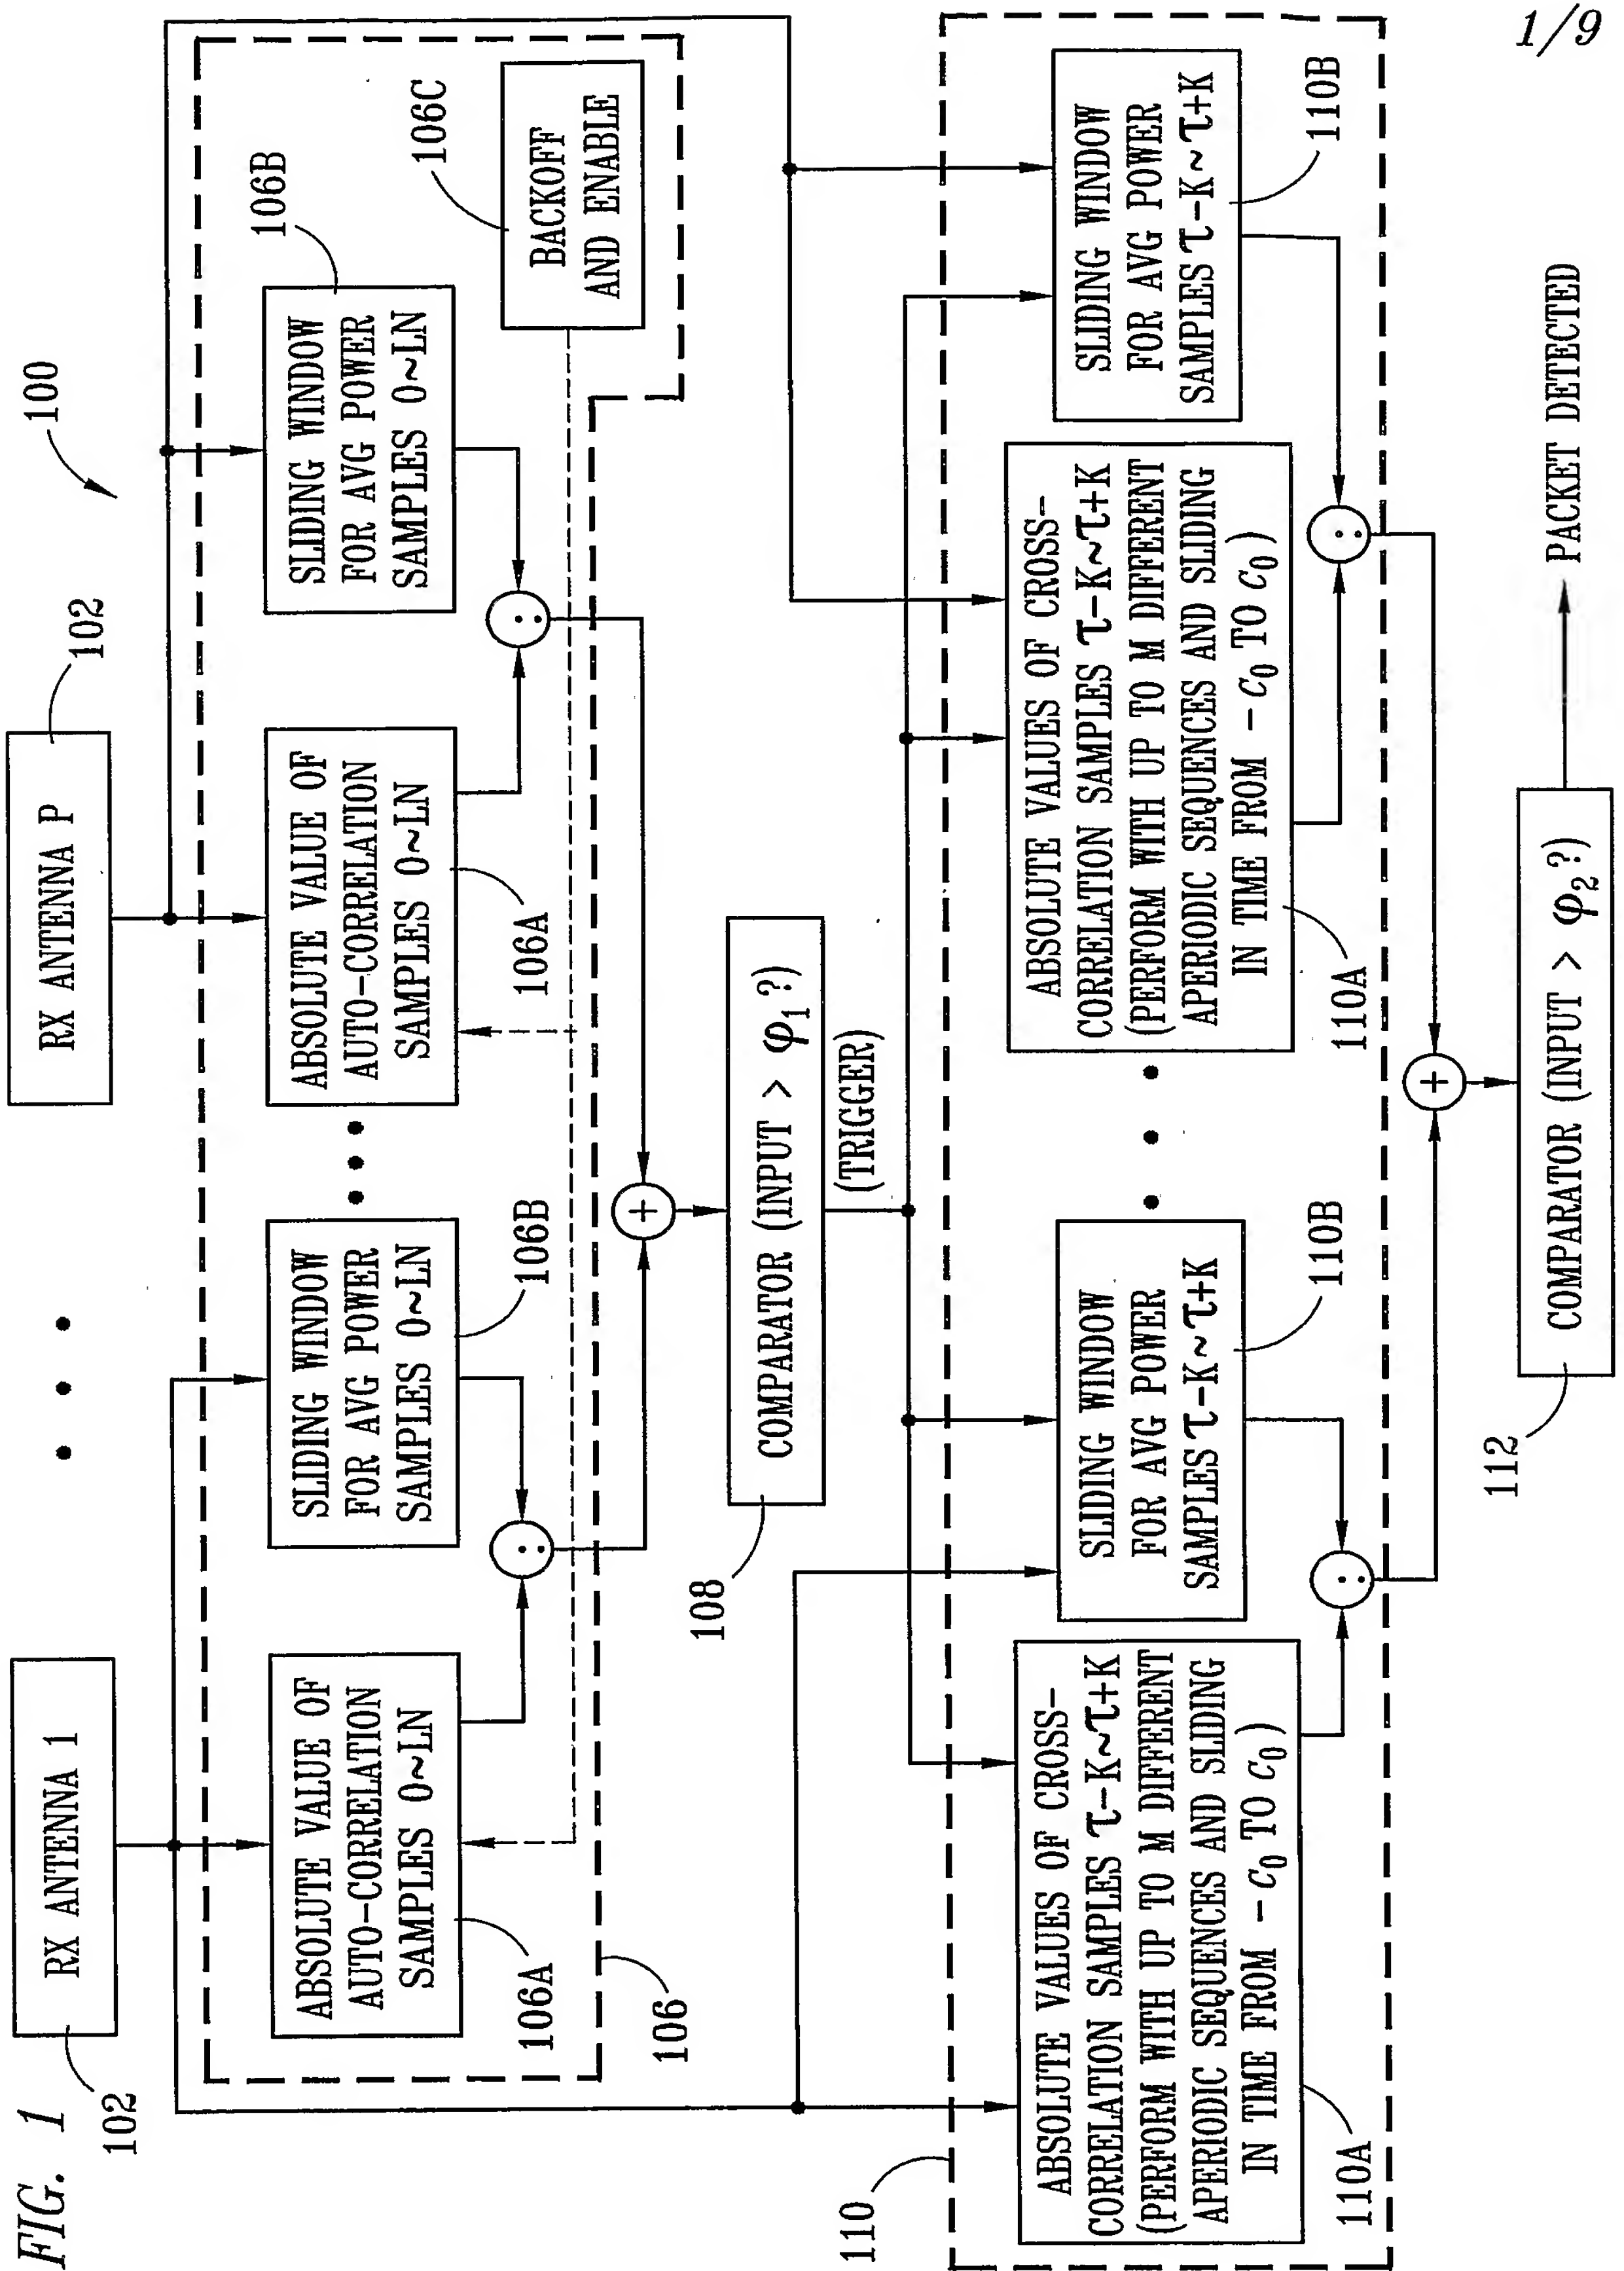 FIG. 1
1/9
100
RX ANTENNA 1
102
RX ANTENNA P
102
ABSOLUTE VALUE OF
AUTO-CORRELATION
SAMPLES 0~LN
106A
SLIDING WINDOW
FOR AVG POWER
SAMPLES 0~LN
106B
ABSOLUTE VALUE OF
AUTO-CORRELATION
SAMPLES 0~LN
106A
SLIDING WINDOW
FOR AVG POWER
SAMPLES 0~LN
106B
BACKOFF
AND ENABLE
106C
106
+
COMPARATOR (INPUT > φ1?)
108
(TRIGGER)
110
ABSOLUTE VALUES OF CROSS-
CORRELATION SAMPLES τ-K~τ+K
(PERFORM WITH UP TO M DIFFERENT
APERIODIC SEQUENCES AND SLIDING
IN TIME FROM -c0 TO c0)
110A
SLIDING WINDOW
FOR AVG POWER
SAMPLES τ-K~τ+K
110B
ABSOLUTE VALUES OF CROSS-
CORRELATION SAMPLES τ-K~τ+K
(PERFORM WITH UP TO M DIFFERENT
APERIODIC SEQUENCES AND SLIDING
IN TIME FROM -c0 TO c0)
110A
SLIDING WINDOW
FOR AVG POWER
SAMPLES τ-K~τ+K
110B
+
COMPARATOR (INPUT > φ2?)
112
PACKET DETECTED